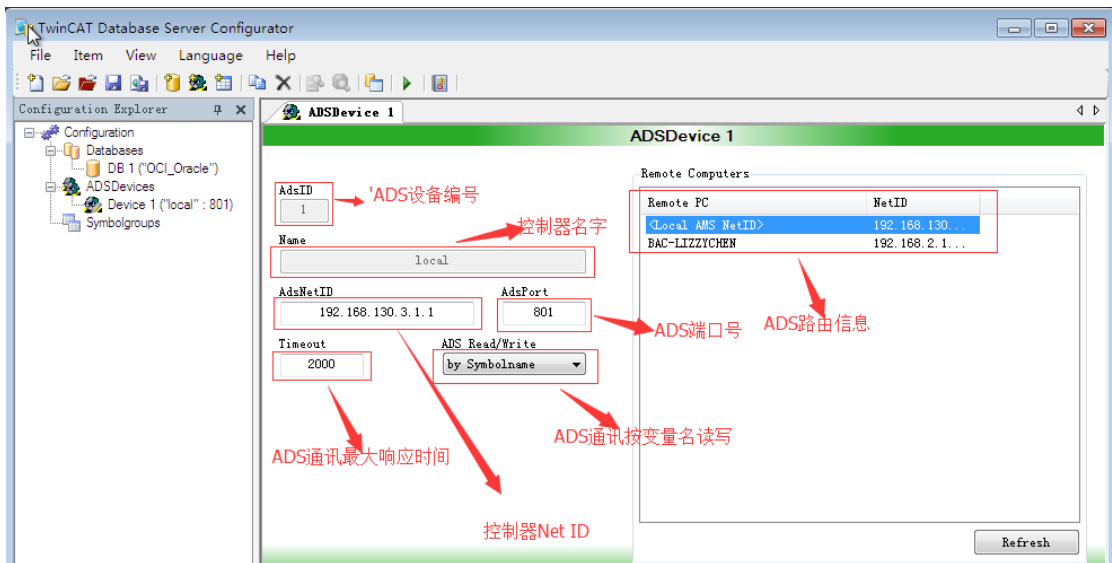 TwinCAT Database Server Configurator
File Item View Language Help
Configuration Explorer
ADSDevice 1
Configuration
Databases
DB 1 ("OCI_Oracle")
ADSDevices
Device 1 ("local" : 801)
Symbolgroups
ADSDevice 1
AdsID
1
'ADS设备编号
控制器名字
Name
local
AdsNetID
192.168.130.3.1.1
AdsPort
801
ADS端口号
Timeout
2000
ADS Read/Write
by Symbolname
ADS通讯按变量名读写
ADS通讯最大响应时间
控制器Net ID
Remote Computers
Remote PC NetID
<Local AMS NetID> 192.168.130...
BAC-LIZZYCHEN 192.168.2.1...
ADS路由信息
Refresh